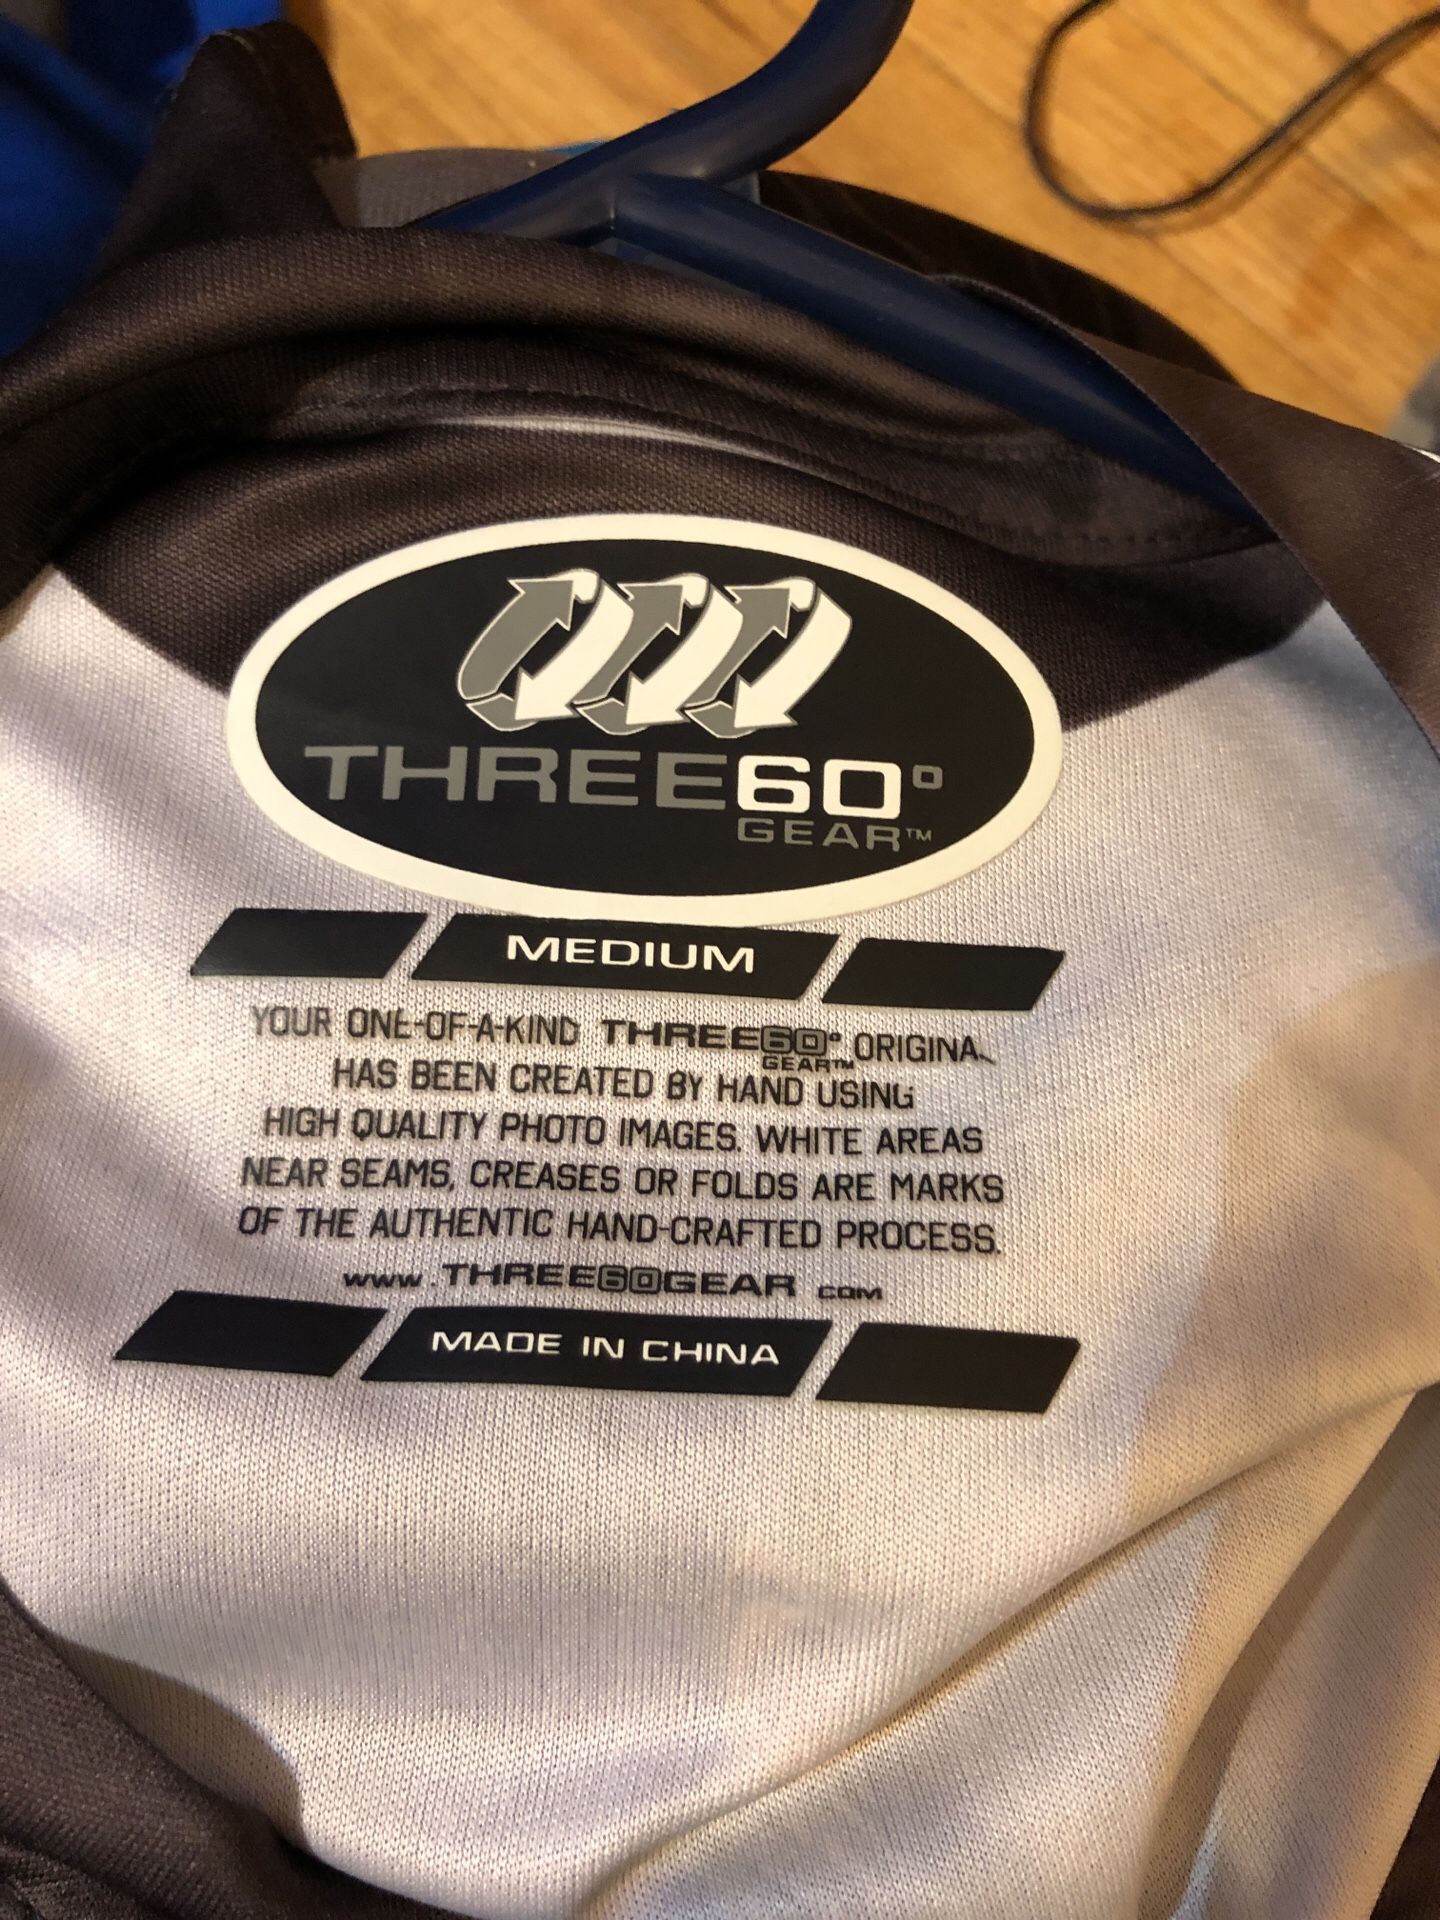 THREE60°
GEAR™
MEDIUM
YOUR ONE-OF-A-KIND THREE60° GEAR™ ORIGINAL
HAS BEEN CREATED BY HAND USING
HIGH QUALITY PHOTO IMAGES. WHITE AREAS
NEAR SEAMS, CREASES OR FOLDS ARE MARKS
OF THE AUTHENTIC HAND-CRAFTED PROCESS.
www.THREE60GEAR.com
MADE IN CHINA